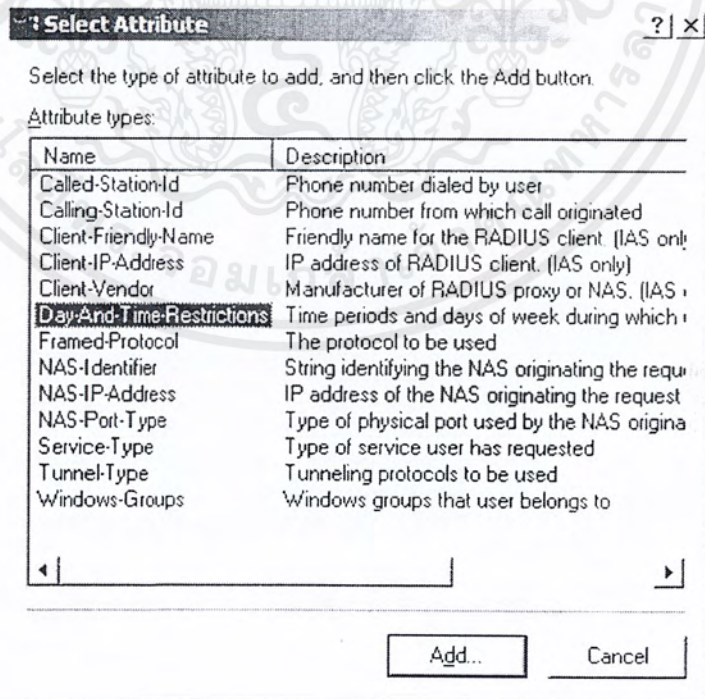 Select Attribute
Select the type of attribute to add, and then click the Add button.
Attribute types:
Name Description
Called-Station-Id Phone number dialed by user
Calling-Station-Id Phone number from which call originated
Client-Friendly-Name Friendly name for the RADIUS client. (IAS onl
Client-IP-Address IP address of RADIUS client. (IAS only)
Client-Vendor Manufacturer of RADIUS proxy or NAS. (IAS
Day-And-Time-Restrictions Time periods and days of week during which
Framed-Protocol The protocol to be used
NAS-Identifier String identifying the NAS originating the requ
NAS-IP-Address IP address of the NAS originating the request
NAS-Port-Type Type of physical port used by the NAS origina
Service-Type Type of service user has requested
Tunnel-Type Tunneling protocols to be used
Windows-Groups Windows groups that user belongs to
Add... Cancel